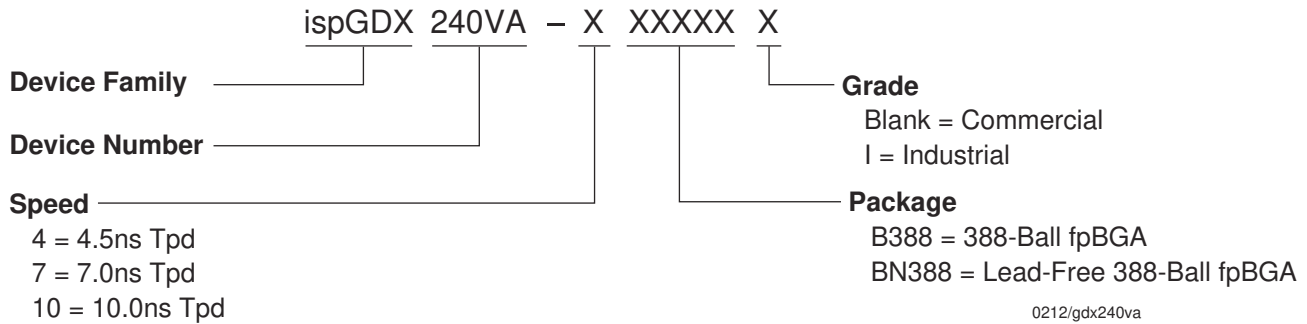 ispGDX 240VA – X XXXXX X
Device Family
Device Number
Speed
4 = 4.5ns Tpd
7 = 7.0ns Tpd
10 = 10.0ns Tpd
Grade
Blank = Commercial
I = Industrial
Package
B388 = 388-Ball fpBGA
BN388 = Lead-Free 388-Ball fpBGA
0212/gdx240va